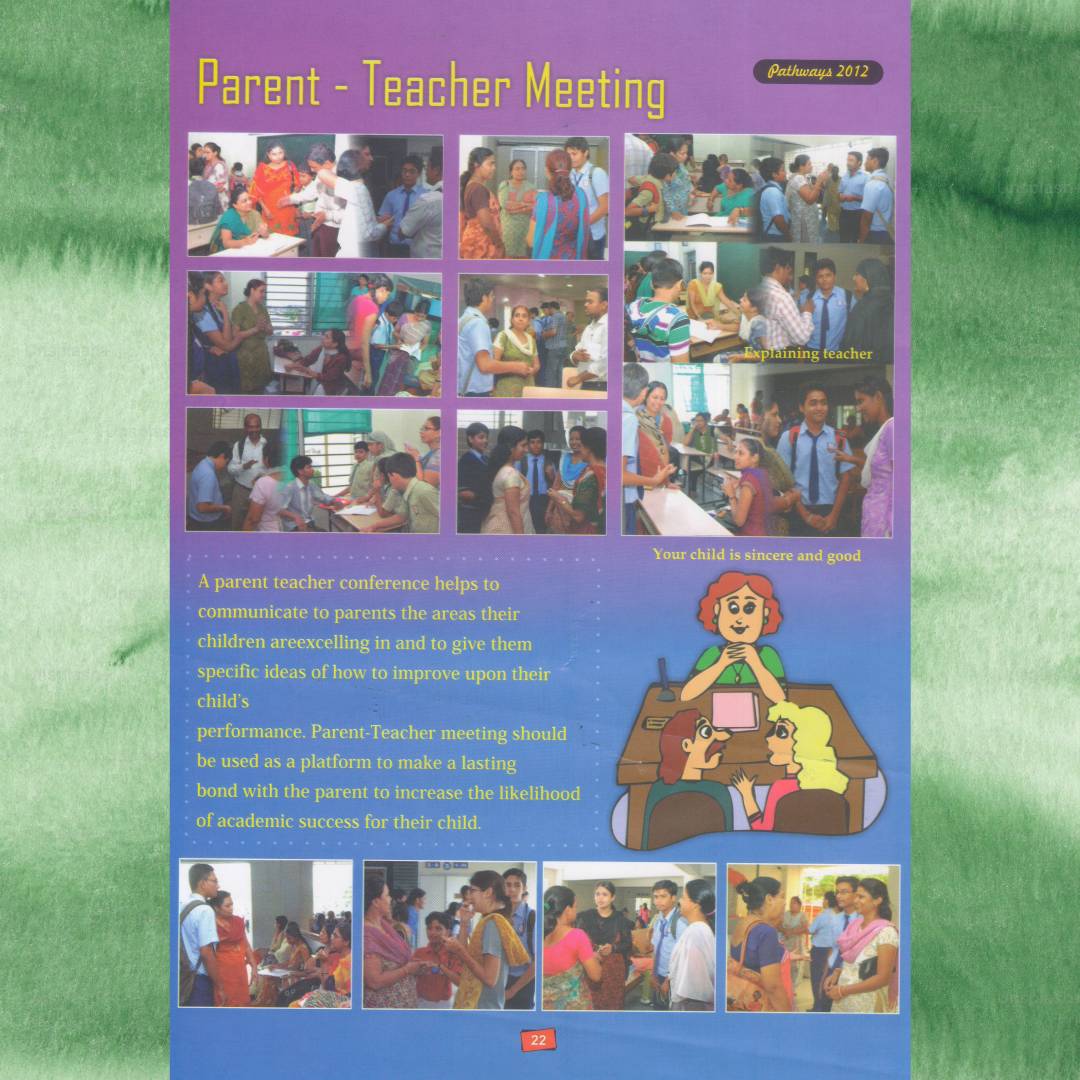 Parent - Teacher Meeting
Pathways 2012
Explaining teacher
Your child is sincere and good
A parent teacher conference helps to
communicate to parents the areas their
children areexcelling in and to give them
specific ideas of how to improve upon their
child's
performance. Parent-Teacher meeting should
be used as a platform to make a lasting
bond with the parent to increase the likelihood
of academic success for their child.
22